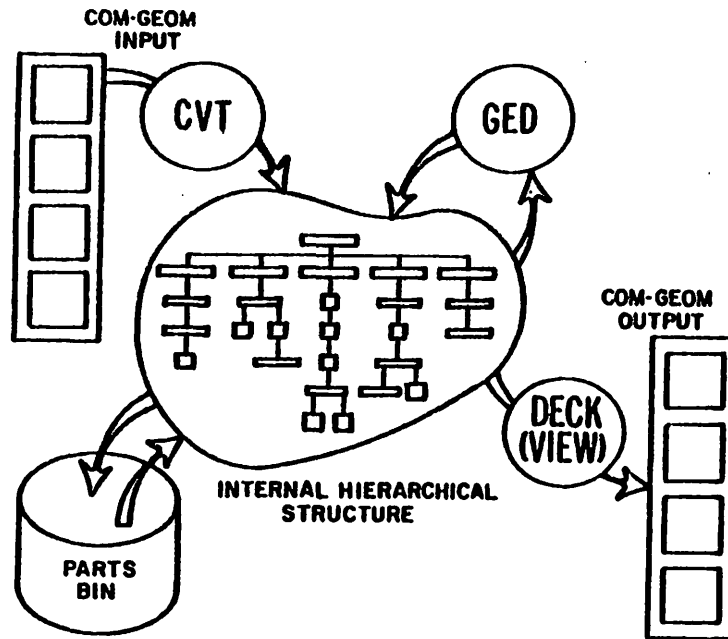 COM-GEOM
INPUT
CVT
GED
COM-GEOM
OUTPUT
DECK
(VIEW)
INTERNAL HIERARCHICAL
STRUCTURE
PARTS
BIN